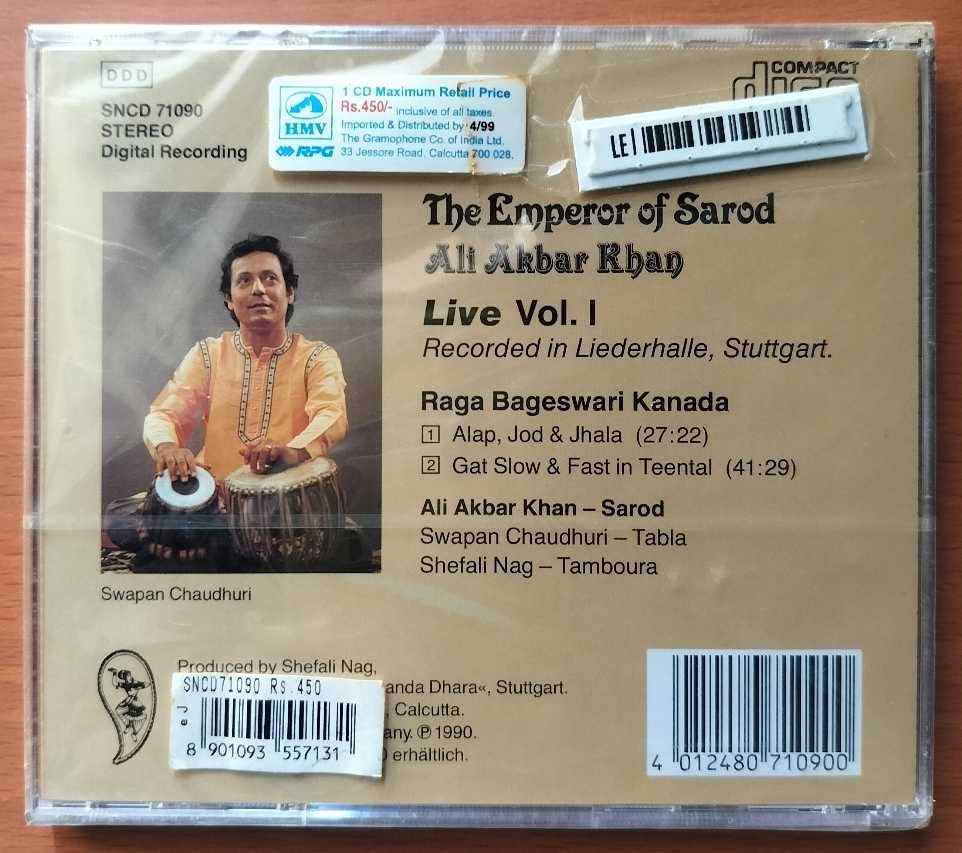 DDD
SNCD 71090
STEREO
Digital Recording
HMV
RPG
1 CD Maximum Retail Price
Rs.450/- inclusive of all taxes.
Imported & Distributed by 4/99
The Gramophone Co. of India Ltd.
33 Jessore Road, Calcutta 700 028.
COMPACT
disc
LE
The Emperor of Sarod
Ali Akbar Khan
Live Vol. I
Recorded in Liederhalle, Stuttgart.
Raga Bageswari Kanada
1 Alap, Jod & Jhala (27:22)
2 Gat Slow & Fast in Teental (41:29)
Ali Akbar Khan – Sarod
Swapan Chaudhuri – Tabla
Shefali Nag – Tamboura
Swapan Chaudhuri
Produced by Shefali Nag,
anda Dhara«, Stuttgart.
, Calcutta.
any. ℗ 1990.
erhältlich.
SNCD71090 Rs.450
eJ
8 901093 557131
4 012480 710900